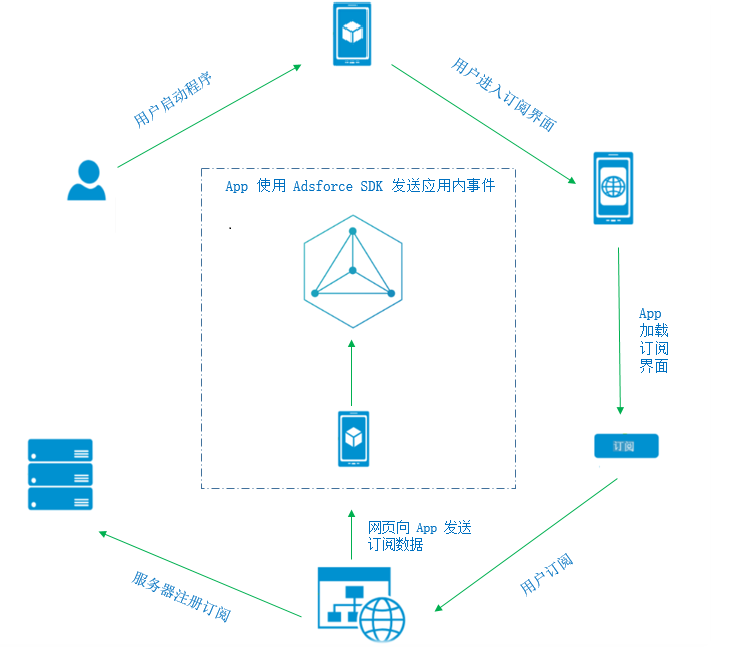 用户启动程序
用户进入订阅界面
App 使用 Adsforce SDK 发送应用内事件
App
加载
订阅
界面
订阅
网页向 App 发送
订阅数据
用户订阅
服务器注册订阅